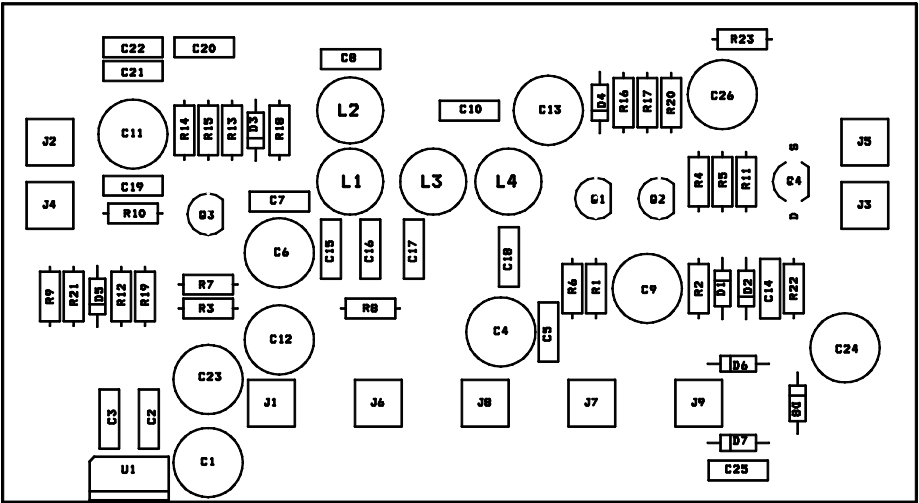 R23
C22 C20
C8
C21
C26
L2 C10 C13 D4 R16 R17 R20
C11 R14 R15 R13 D3 R18
J2 J5
S
L1 L3 L4 R4 R5 R11 Q4
C19
C7 Q1 Q2
J4 R10 Q3 J3
D
C6 C15 C16 C17 C18
R9 R21 D5 R12 R19 R7 R6 R1 C9 R2 D1 D2 C14 R22
R3 R8
C12 C4 C5
C24
D6
C23
J1 J6 J8 J7 J9 D8
C3 C2
D7
U1 C1 C25